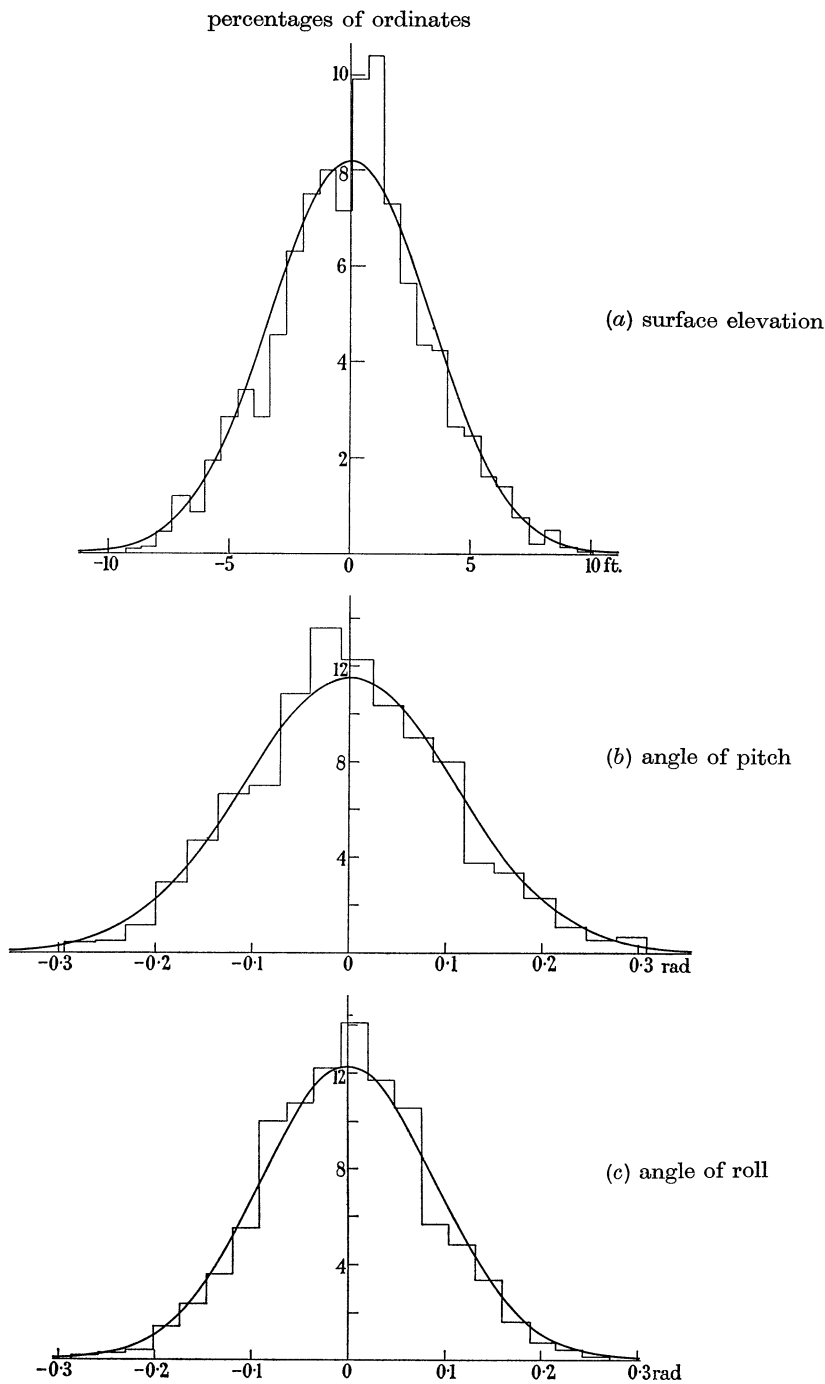 percentages of ordinates
10
8
6
4
2
(a) surface elevation
-10 -5 0 5 10 ft.
12
8
4
(b) angle of pitch
-0·3 -0·2 -0·1 0 0·1 0·2 0·3 rad
12
8
4
(c) angle of roll
-0·3 -0·2 -0·1 0 0·1 0·2 0·3 rad